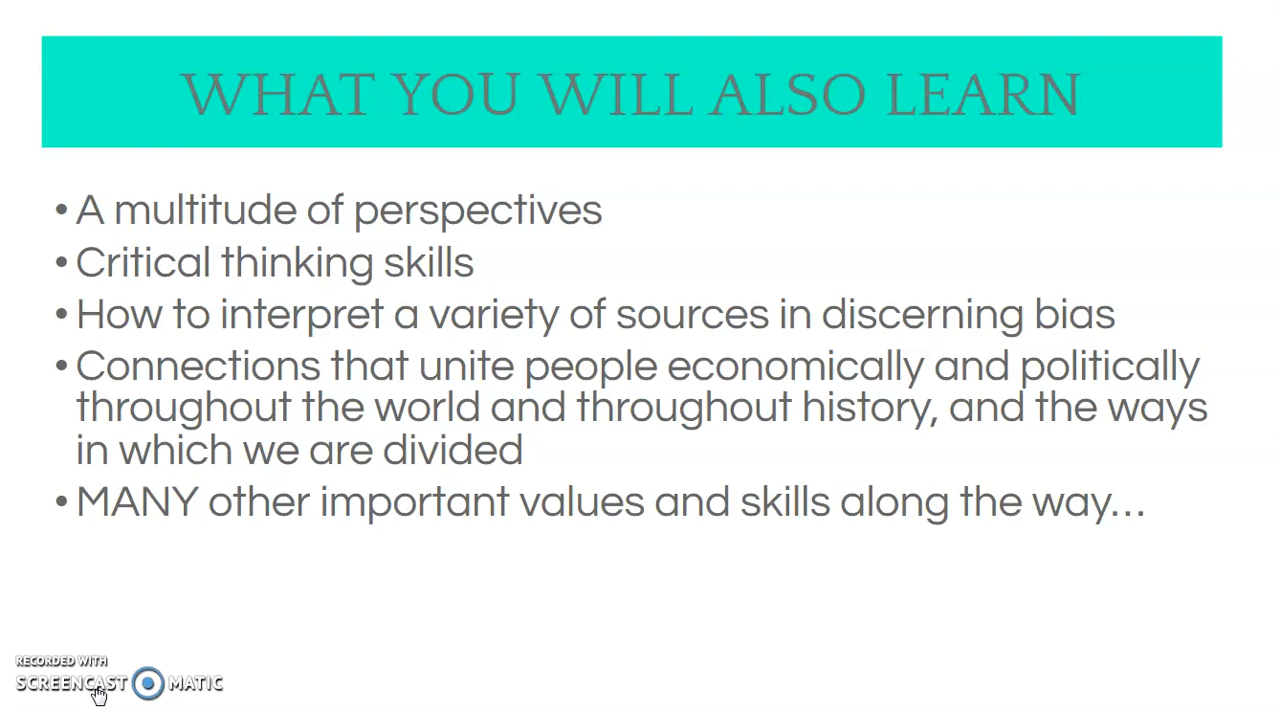 WHAT YOU WILL ALSO LEARN
• A multitude of perspectives
• Critical thinking skills
• How to interpret a variety of sources in discerning bias
• Connections that unite people economically and politically
throughout the world and throughout history, and the ways
in which we are divided
• MANY other important values and skills along the way…
RECORDED WITH
SCREENCAST MATIC